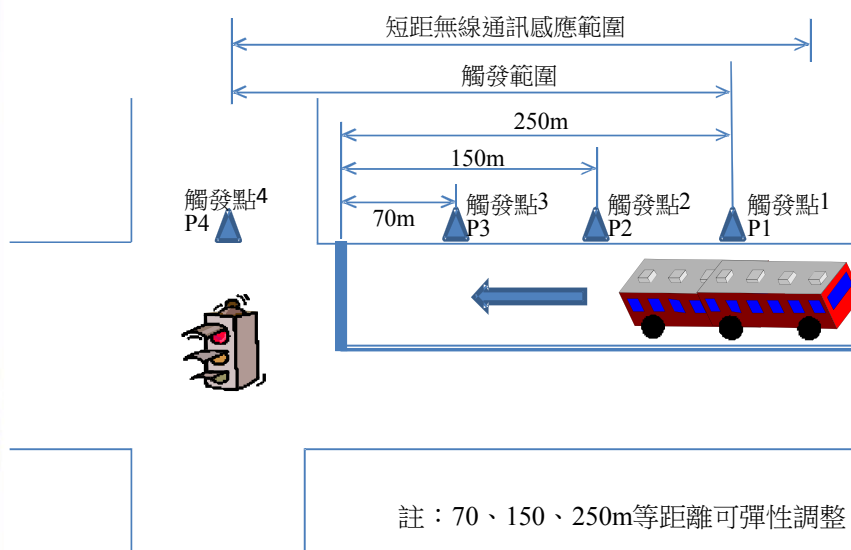 短距無線通訊感應範圍
觸發範圍
250m
150m
70m
觸發點4
P4
觸發點3
P3
觸發點2
P2
觸發點1
P1
註：70、150、250m等距離可彈性調整